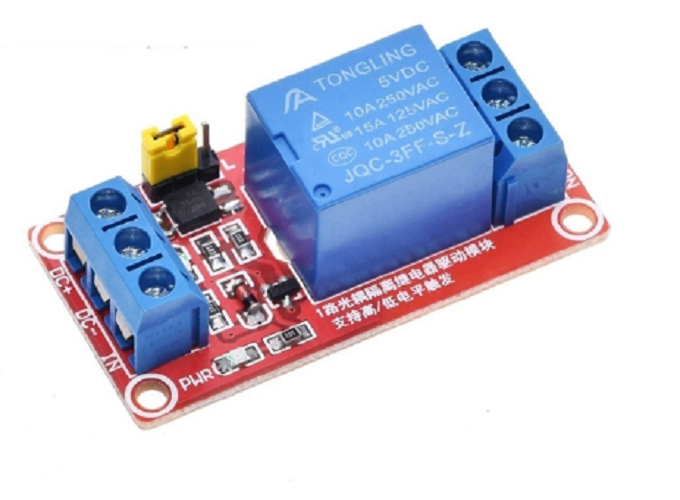 TONGLING
5VDC
10A 250VAC
15A 125VAC
10A 250VAC
CQC
JQC-3FF-S-Z
L
DC+
DC-
IN
PWR
1路光耦隔离继电器驱动模块
支持高/低电平触发